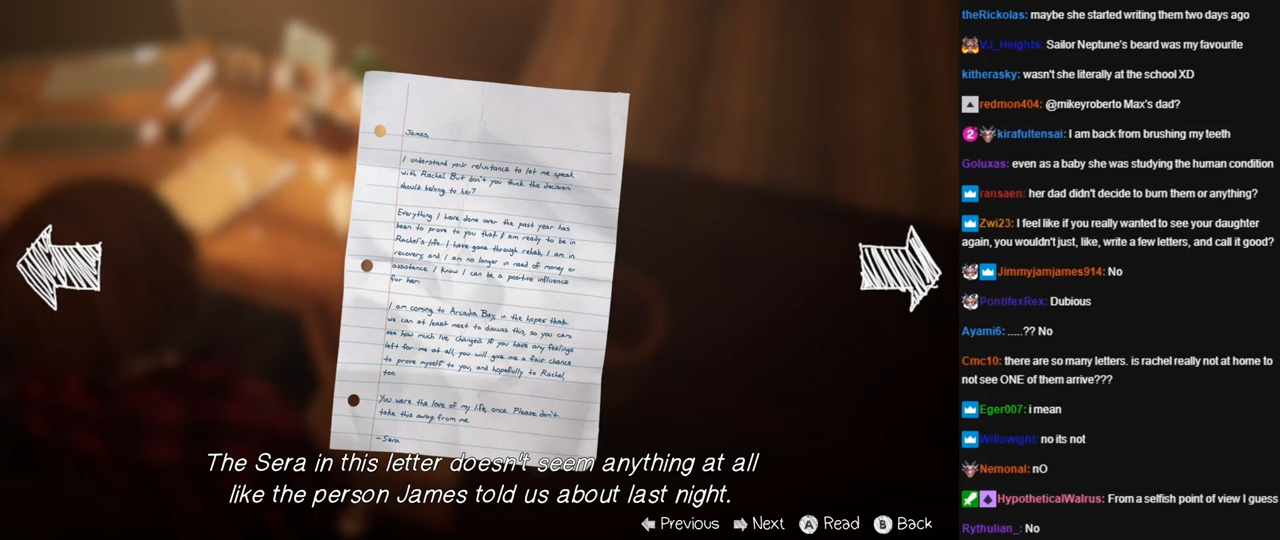 James,
I understand your reluctance to let me speak
with Rachel. But don't you think the decision
should belong to her?
Everything I have done over the past year has
been to prove to you that I am ready to be in
Rachel's life. I have gone through rehab, I am in
recovery, and I am no longer in need of money or
assistance. I know I can be a positive influence
for her.
I am coming to Arcadia Bay, in the hopes that
we can at least meet to discuss this, so you can
see how much I've changed. If you have any feelings
left for me at all, you will give me a fair chance
to prove myself to you, and hopefully to Rachel,
too.
You were the love of my life, once. Please don't
take this away from me.
-Sera
The Sera in this letter doesn't seem anything at all
like the person James told us about last night.
Previous Next A Read B Back
theRickolas: maybe she started writing them two days ago
VJ_Heights: Sailor Neptune's beard was my favourite
kitherasky: wasn't she literally at the school XD
redmon404: @mikeyroberto Max's dad?
2 kirafultensai: I am back from brushing my teeth
Goluxas: even as a baby she was studying the human condition
ransaen: her dad didn't decide to burn them or anything?
Zwi23: I feel like if you really wanted to see your daughter
again, you wouldn't just, like, write a few letters, and call it good?
Jimmyjamjames914: No
PontifexRex: Dubious
Ayami6: .....?? No
Cmc10: there are so many letters. is rachel really not at home to
not see ONE of them arrive???
Eger007: i mean
Willowight: no its not
Nemonal: nO
HypotheticalWalrus: From a selfish point of view I guess
Rythulian_: No